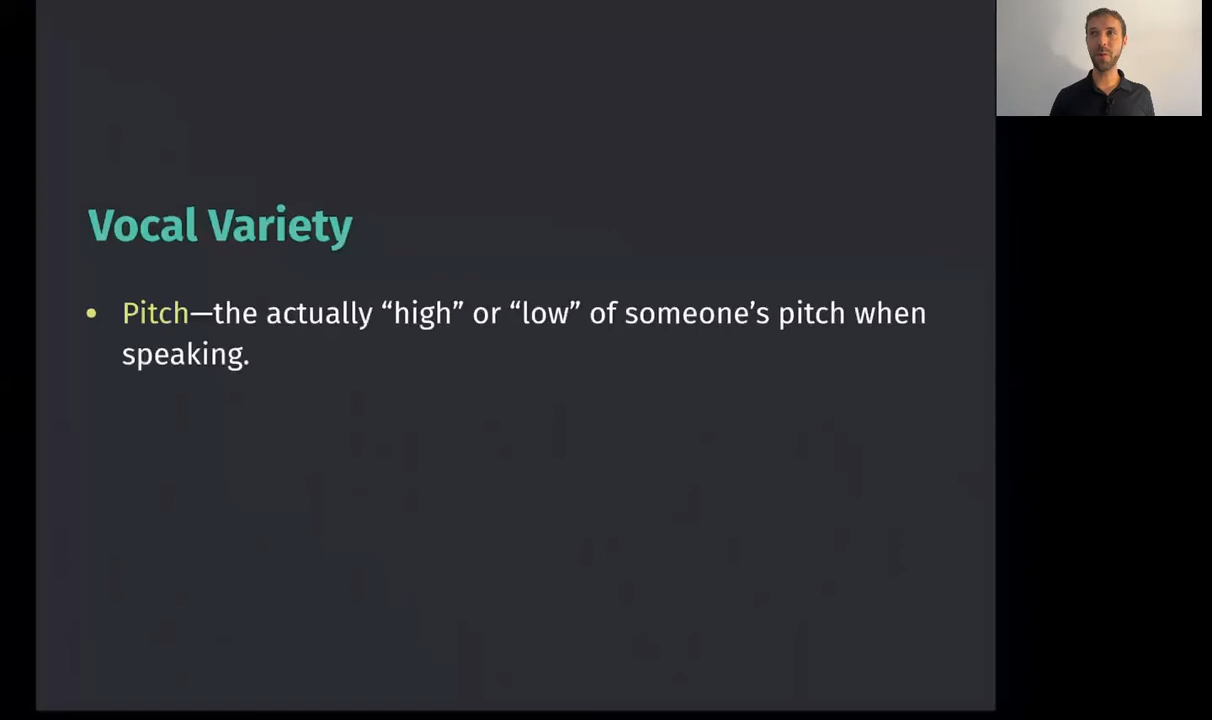 Vocal Variety
• Pitch—the actually “high” or “low” of someone’s pitch when
speaking.